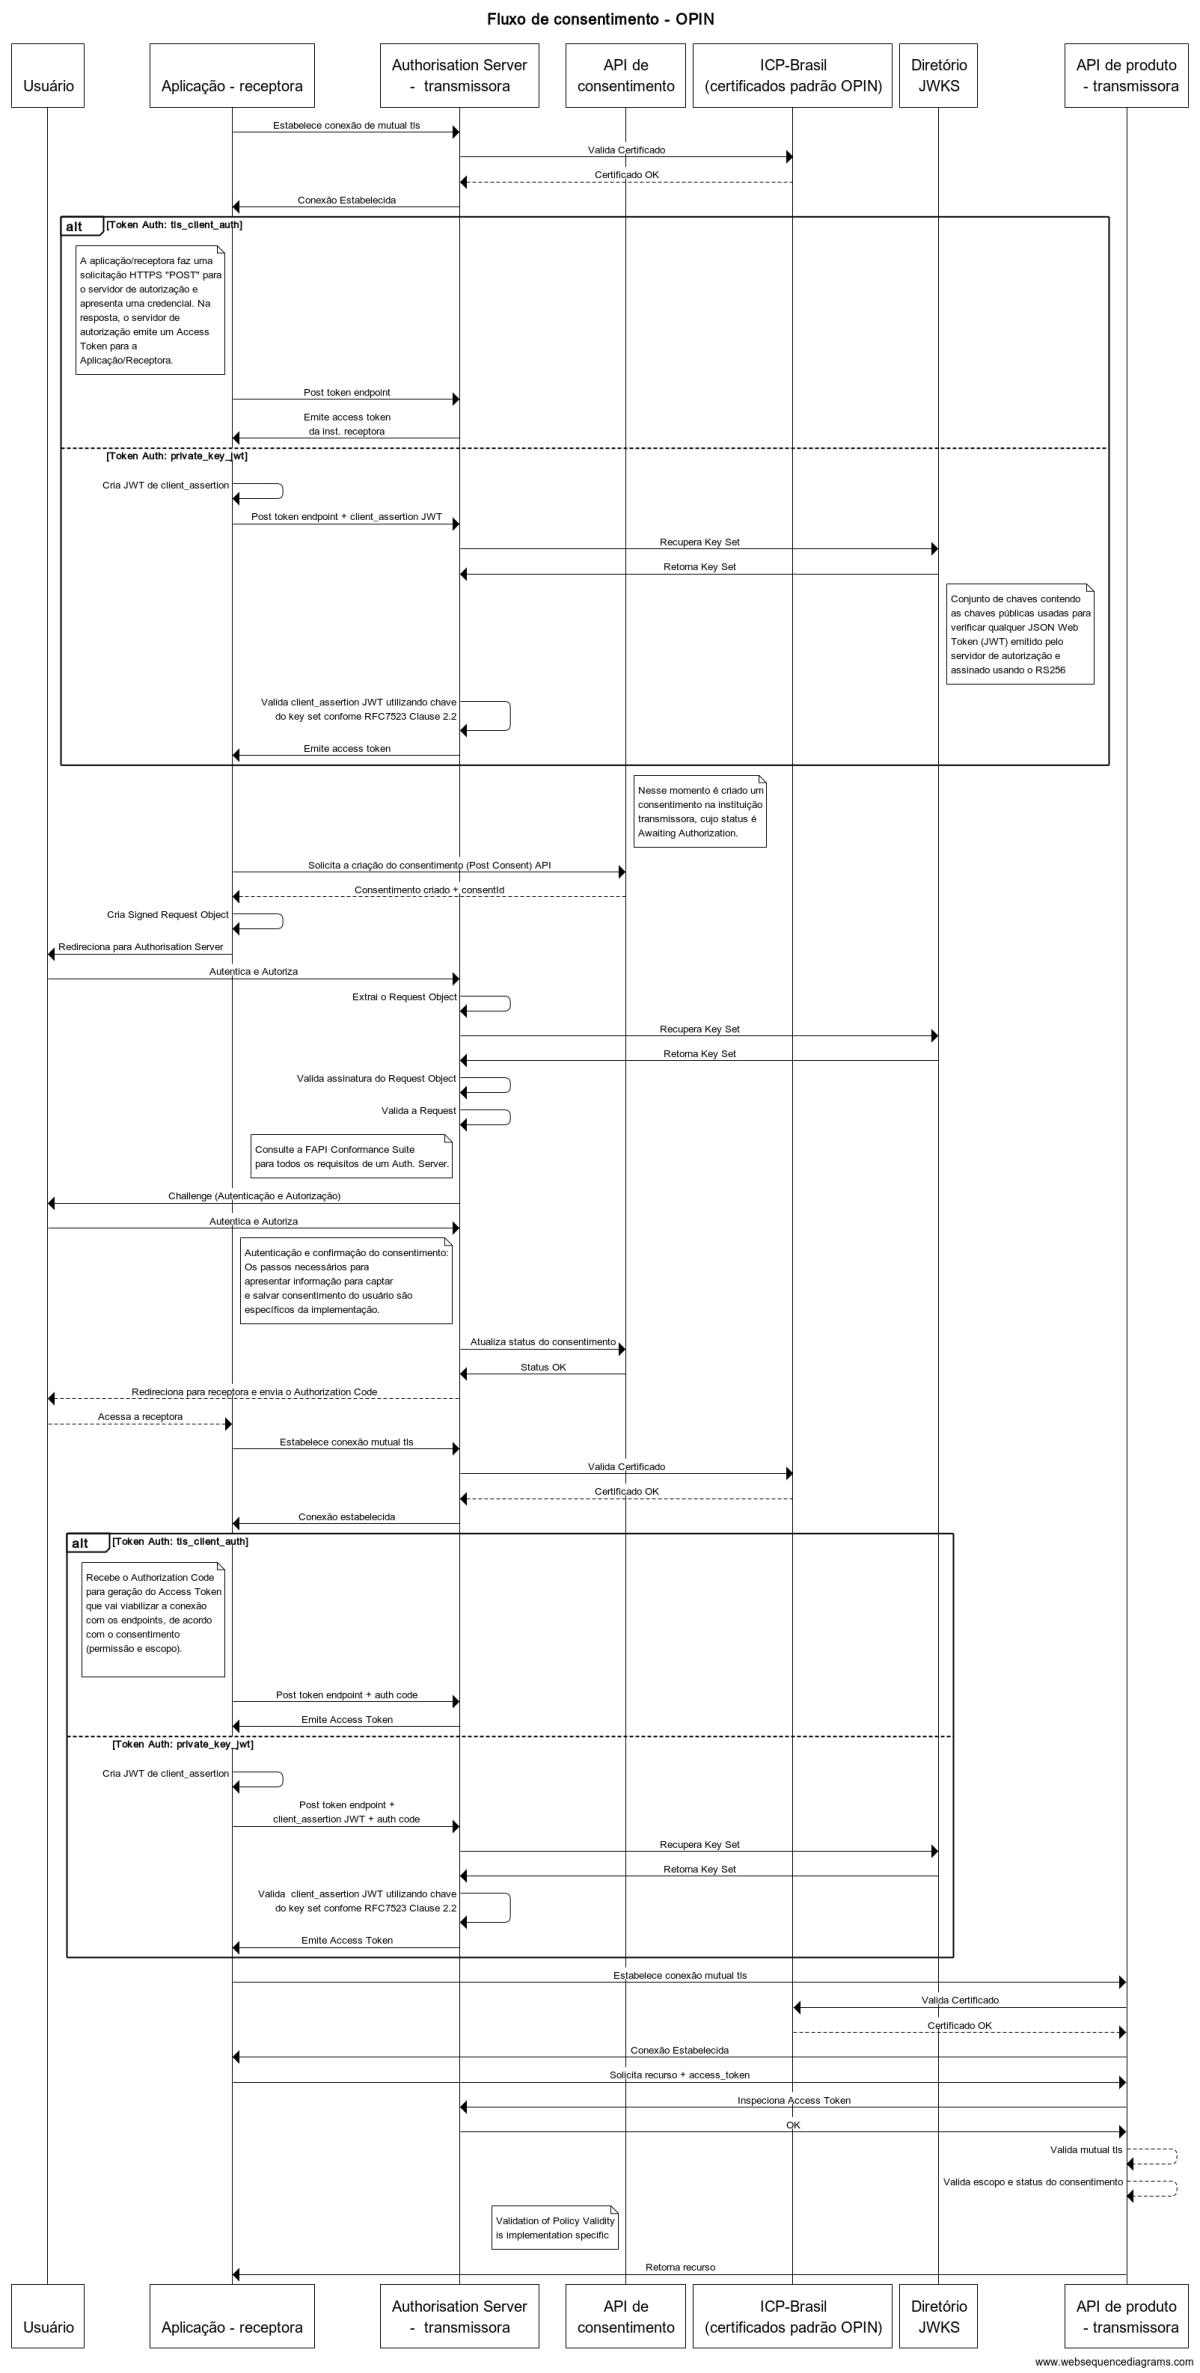 Fluxo de consentimento - OPIN
Usuário
Aplicação - receptora
Authorisation Server
- transmissora
API de
consentimento
ICP-Brasil
(certificados padrão OPIN)
Diretório
JWKS
API de produto
- transmissora
Estabelece conexão de mutual tls
Valida Certificado
Certificado OK
Conexão Estabelecida
alt
[Token Auth: tls_client_auth]
A aplicação/receptora faz uma
solicitação HTTPS "POST" para
o servidor de autorização e
apresenta uma credencial. Na
resposta, o servidor de
autorização emite um Access
Token para a
Aplicação/Receptora.
Post token endpoint
Emite access token
da inst. receptora
[Token Auth: private_key_jwt]
Cria JWT de client_assertion
Post token endpoint + client_assertion JWT
Recupera Key Set
Retorna Key Set
Conjunto de chaves contendo
as chaves públicas usadas para
verificar qualquer JSON Web
Token (JWT) emitido pelo
servidor de autorização e
assinado usando o RS256
Valida client_assertion JWT utilizando chave
do key set confome RFC7523 Clause 2.2
Emite access token
Nesse momento é criado um
consentimento na instituição
transmissora, cujo status é
Awaiting Authorization.
Solicita a criação do consentimento (Post Consent) API
Consentimento criado + consentId
Cria Signed Request Object
Redireciona para Authorisation Server
Autentica e Autoriza
Extrai o Request Object
Recupera Key Set
Retorna Key Set
Valida assinatura do Request Object
Valida a Request
Consulte a FAPI Conformance Suite
para todos os requisitos de um Auth. Server.
Challenge (Autenticação e Autorização)
Autentica e Autoriza
Autenticação e confirmação do consentimento:
Os passos necessários para
apresentar informação para captar
e salvar consentimento do usuário são
específicos da implementação.
Atualiza status do consentimento
Status OK
Redireciona para receptora e envia o Authorization Code
Acessa a receptora
Estabelece conexão mutual tls
Valida Certificado
Certificado OK
Conexão estabelecida
alt
[Token Auth: tls_client_auth]
Recebe o Authorization Code
para geração do Access Token
que vai viabilizar a conexão
com os endpoints, de acordo
com o consentimento
(permissão e escopo).
Post token endpoint + auth code
Emite Access Token
[Token Auth: private_key_jwt]
Cria JWT de client_assertion
Post token endpoint +
client_assertion JWT + auth code
Recupera Key Set
Retorna Key Set
Valida client_assertion JWT utilizando chave
do key set confome RFC7523 Clause 2.2
Emite Access Token
Estabelece conexão mutual tls
Valida Certificado
Certificado OK
Conexão Estabelecida
Solicita recurso + access_token
Inspeciona Access Token
OK
Valida mutual tls
Valida escopo e status do consentimento
Validation of Policy Validity
is implementation specific
Retorna recurso
Usuário
Aplicação - receptora
Authorisation Server
- transmissora
API de
consentimento
ICP-Brasil
(certificados padrão OPIN)
Diretório
JWKS
API de produto
- transmissora
www.websequencediagrams.com